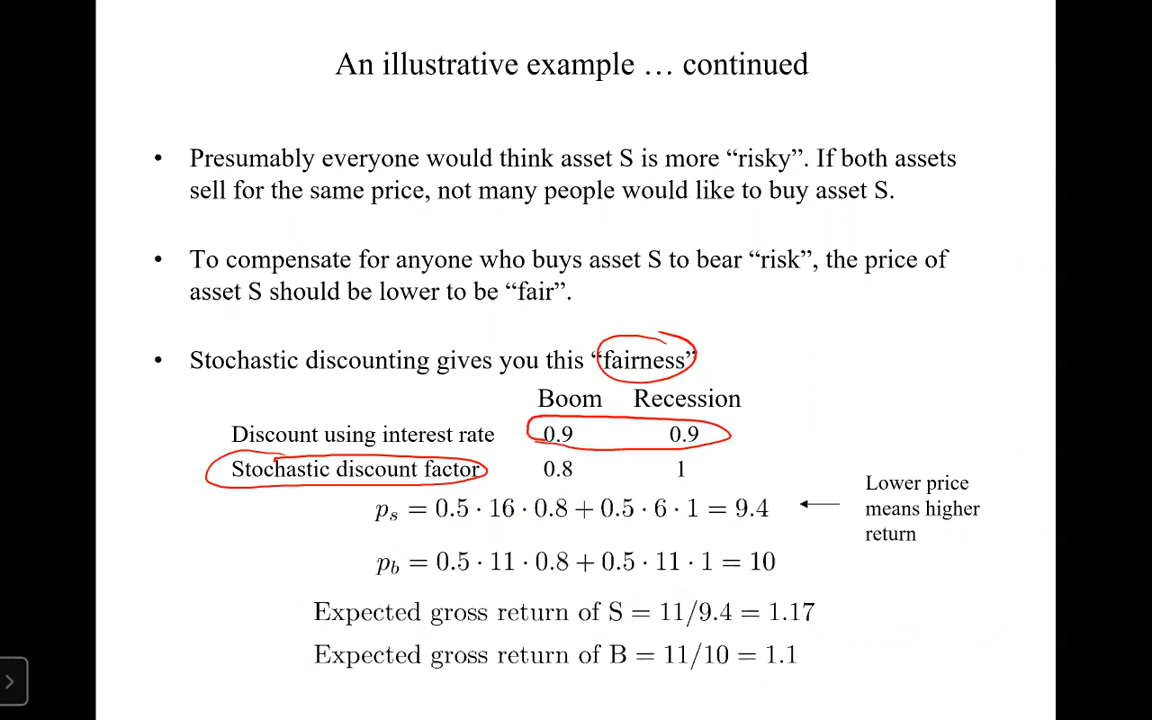 An illustrative example … continued
• Presumably everyone would think asset S is more “risky”. If both assets
sell for the same price, not many people would like to buy asset S.
• To compensate for anyone who buys asset S to bear “risk”, the price of
asset S should be lower to be “fair”.
• Stochastic discounting gives you this “fairness”
Boom Recession
Discount using interest rate 0.9 0.9
Stochastic discount factor 0.8 1
p_s = 0.5 · 16 · 0.8 + 0.5 · 6 · 1 = 9.4
Lower price
means higher
return
p_b = 0.5 · 11 · 0.8 + 0.5 · 11 · 1 = 10
Expected gross return of S = 11/9.4 = 1.17
Expected gross return of B = 11/10 = 1.1